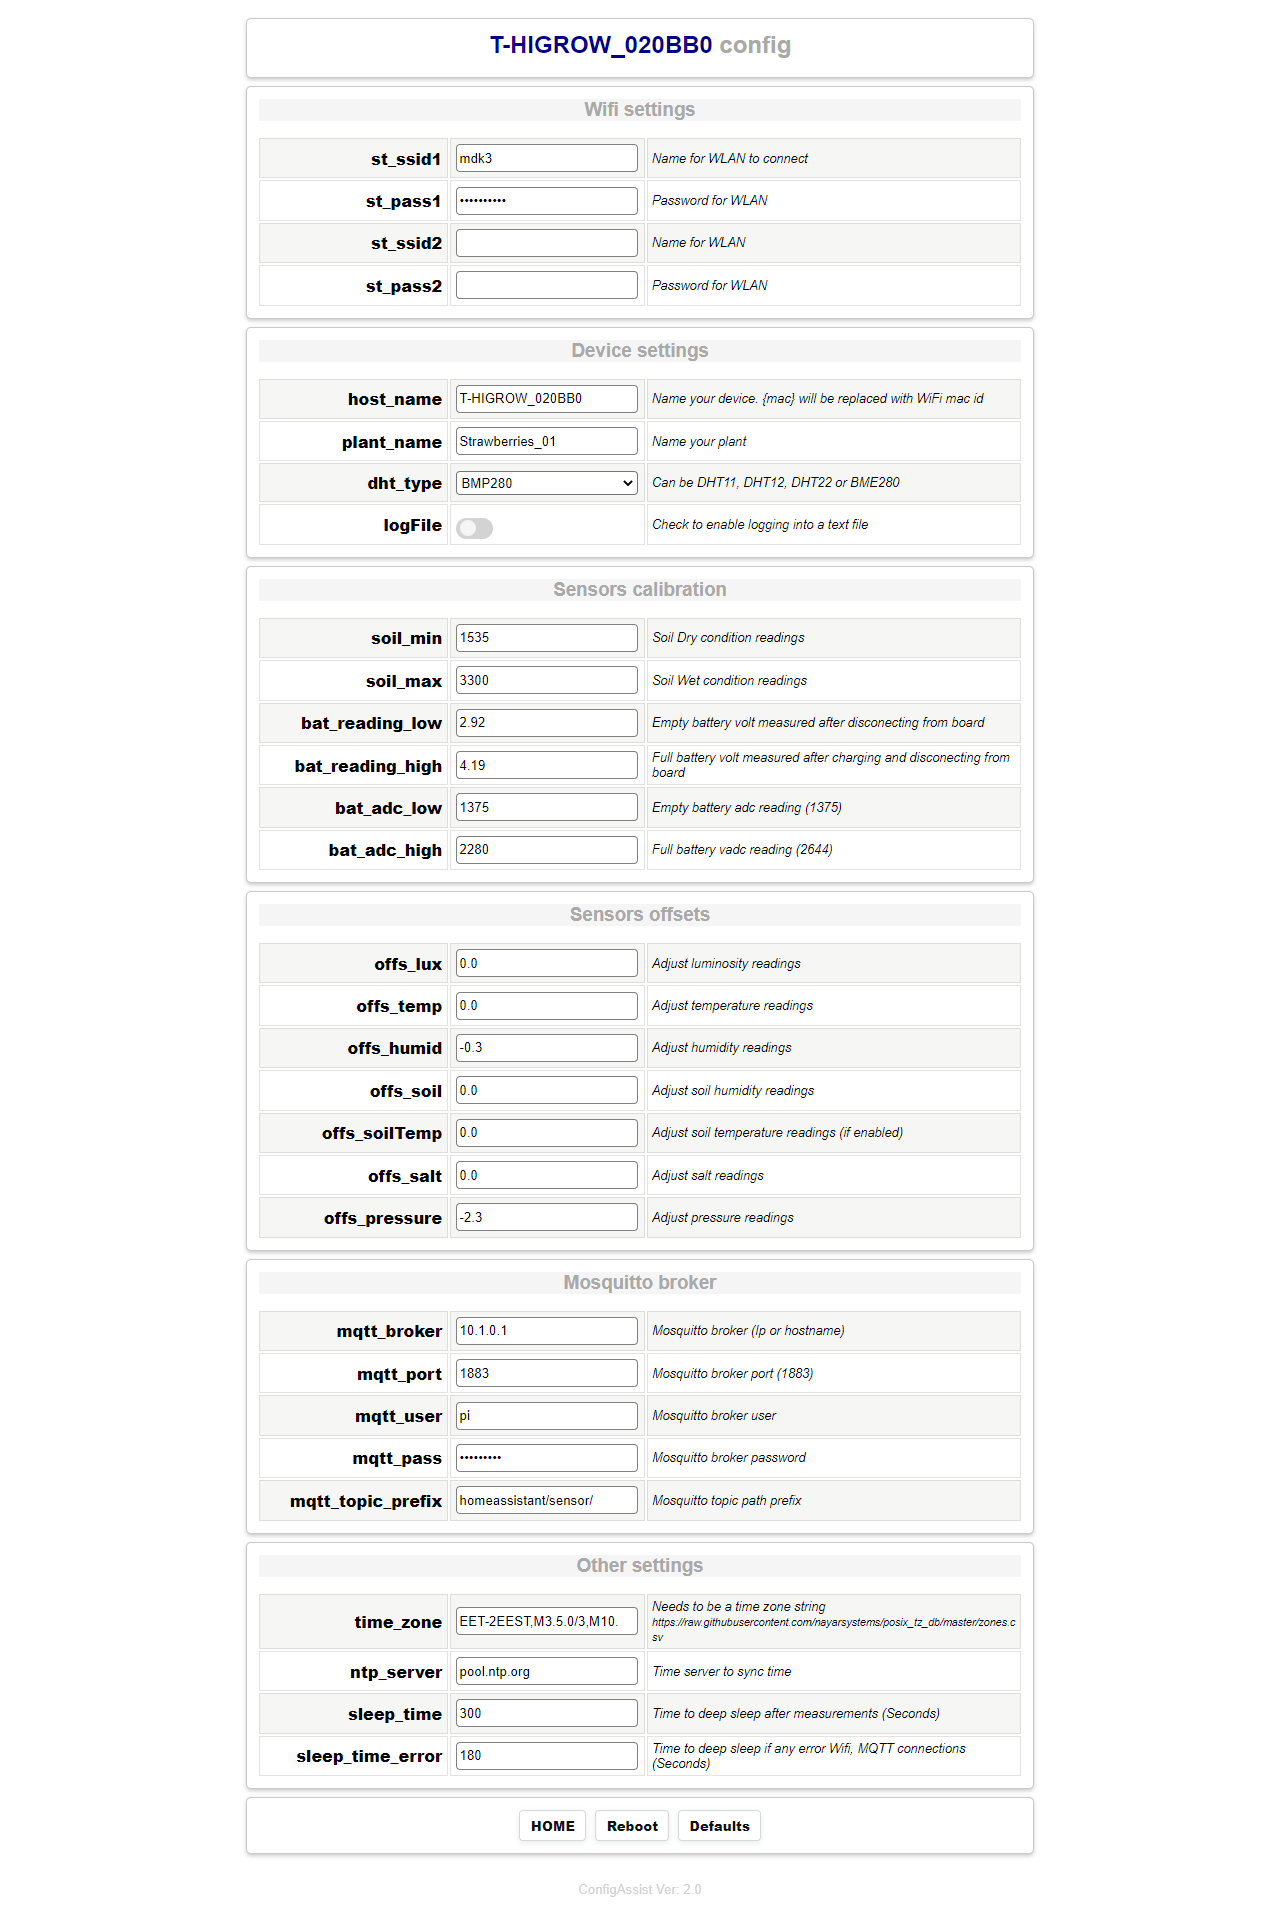 T-HIGROW_020BB0 config
Wifi settings
st_ssid1 mdk3 Name for WLAN to connect
st_pass1 •••••••••• Password for WLAN
st_ssid2 Name for WLAN
st_pass2 Password for WLAN
Device settings
host_name T-HIGROW_020BB0 Name your device. {mac} will be replaced with WiFi mac id
plant_name Strawberries_01 Name your plant
dht_type BMP280 Can be DHT11, DHT12, DHT22 or BME280
logFile Check to enable logging into a text file
Sensors calibration
soil_min 1535 Soil Dry condition readings
soil_max 3300 Soil Wet condition readings
bat_reading_low 2.92 Empty battery volt measured after disconecting from board
bat_reading_high 4.19 Full battery volt measured after charging and disconecting from
board
bat_adc_low 1375 Empty battery adc reading (1375)
bat_adc_high 2280 Full battery vadc reading (2644)
Sensors offsets
offs_lux 0.0 Adjust luminosity readings
offs_temp 0.0 Adjust temperature readings
offs_humid -0.3 Adjust humidity readings
offs_soil 0.0 Adjust soil humidity readings
offs_soilTemp 0.0 Adjust soil temperature readings (if enabled)
offs_salt 0.0 Adjust salt readings
offs_pressure -2.3 Adjust pressure readings
Mosquitto broker
mqtt_broker 10.1.0.1 Mosquitto broker (Ip or hostname)
mqtt_port 1883 Mosquitto broker port (1883)
mqtt_user pi Mosquitto broker user
mqtt_pass ••••••••• Mosquitto broker password
mqtt_topic_prefix homeassistant/sensor/ Mosquitto topic path prefix
Other settings
time_zone EET-2EEST,M3.5.0/3,M10. Needs to be a time zone string
https://raw.githubusercontent.com/nayarsystems/posix_tz_db/master/zones.c
sv
ntp_server pool.ntp.org Time server to sync time
sleep_time 300 Time to deep sleep after measurements (Seconds)
sleep_time_error 180 Time to deep sleep if any error Wifi, MQTT connections
(Seconds)
HOME Reboot Defaults
ConfigAssist Ver: 2.0